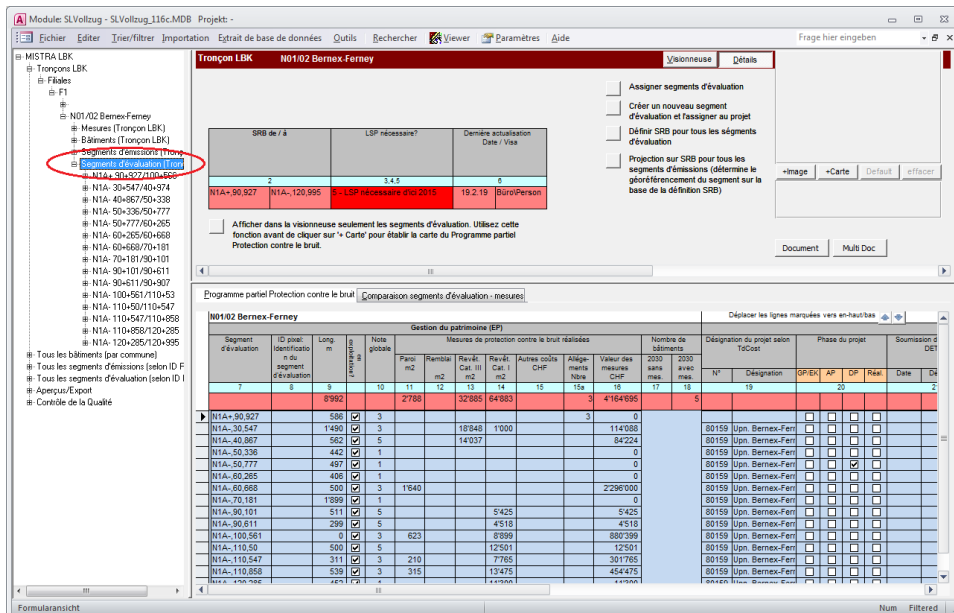 Module: SLVollzug - SLVollzug_116c.MDB Projekt: -
Fichier Editer Trier/filtrer Importation Extrait de base de données Outils Rechercher Viewer Paramètres Aide
Frage hier eingeben
MISTRA LBK
Tronçons LBK
Filiales
F1
N01/02 Bernex-Ferney
Mesures (Tronçon LBK)
Bâtiments (Tronçon LBK)
Segments d'émissions (Tronç
Segments d'évaluation (Tron
N1A+ 90+927/100+568
N1A- 30+547/40+974
N1A- 40+867/50+338
N1A- 50+336/50+777
N1A- 50+777/60+265
N1A- 60+265/60+668
N1A- 60+668/70+181
N1A- 70+181/90+101
N1A- 90+101/90+611
N1A- 90+611/90+907
N1A- 100+561/110+53
N1A- 110+50/110+547
N1A- 110+547/110+858
N1A- 110+858/120+285
N1A- 120+285/120+995
Tous les bâtiments (par commune)
Tous les segments d'émissions (selon ID F
Tous les segments d'évaluation (selon ID I
Aperçus/Export
Contrôle de la Qualité
Tronçon LBK N01/02 Bernex-Ferney
Visionneuse Détails
Assigner segments d'évaluation
Créer un nouveau segment
d'évaluation et l'assigner au projet
Définir SRB pour tous les ségments
d'évaluation
Projection sur SRB pour tous les
segments d'émissions (détermine le
géoréférement du segment sur la
base de la définition SRB)
+Image +Carte Default effacer
SRB de / à LSP nécessaire? Dernière actualisation
Date / Visa
2 3,4,5 6
N1A+,90,927 N1A-,120,995 5 - LSP nécessaire d'ici 2015 19.2.19 Büro\Person
Afficher dans la visionneuse seulement les segments d'évaluation. Utilisez cette
fonction avant de cliquer sur '+ Carte' pour établir la carte du Programme partiel
Protection contre le bruit.
Document Multi Doc
Programme partiel Protection contre le bruit Comparaison segments d'évaluation - mesures
N01/02 Bernex-Ferney Déplacer les lignes marquées vers en-haut/bas
Gestion du patrimoine (EP)
Segment d'évaluation
ID pixel: Identificatio n du segment d'évaluation
Long. m
en exploitation?
Note globale
Mesures de protection contre le bruit réalisées
Paroi m2
Remblai m2
Revêt. Cat. III m2
Revêt. Cat. I m2
Autres coûts CHF
Allége- ments Nbre
Valeur des mesures CHF
Nombre de bâtiments
2030 sans mes.
2030 avec mes.
Désignation du projet selon TdCost
N° Désignation
Phase du projet
GP/EK AP DP Réal.
Soumission d
DET
Date Dé
7 8 9 10 11 12 13 14 15 15a 16 17 18 19 20 2
8'992 2'788 32'885 64'883 3 4'164'695 5
N1A+,90,927 586 3 3 0
N1A-,30,547 1'490 3 18'848 1'000 114'088 80159 Upn. Bernex-Ferr
N1A-,40,867 562 5 14'037 84'224 80159 Upn. Bernex-Ferr
N1A-,50,336 442 1 0 80159 Upn. Bernex-Ferr
N1A-,50,777 497 1 0 80159 Upn. Bernex-Ferr
N1A-,60,265 406 1 0 80159 Upn. Bernex-Ferr
N1A-,60,668 500 3 1'640 2'296'000 80159 Upn. Bernex-Ferr
N1A-,70,181 1'899 1 0 80159 Upn. Bernex-Ferr
N1A-,90,101 511 5 5'425 5'425 80159 Upn. Bernex-Ferr
N1A-,90,611 299 5 4'518 4'518 80159 Upn. Bernex-Ferr
N1A-,100,561 0 3 623 8'899 880'399 80159 Upn. Bernex-Ferr
N1A-,110,50 500 5 12'501 12'501 80159 Upn. Bernex-Ferr
N1A-,110,547 311 3 210 7'765 301'765 80159 Upn. Bernex-Ferr
N1A-,110,858 539 3 315 13'475 454'475 80159 Upn. Bernex-Ferr
N1A-,120,285 452 11'300 11'300 80159 Upn. Bernex-Ferr
Formularansicht Num Filtered